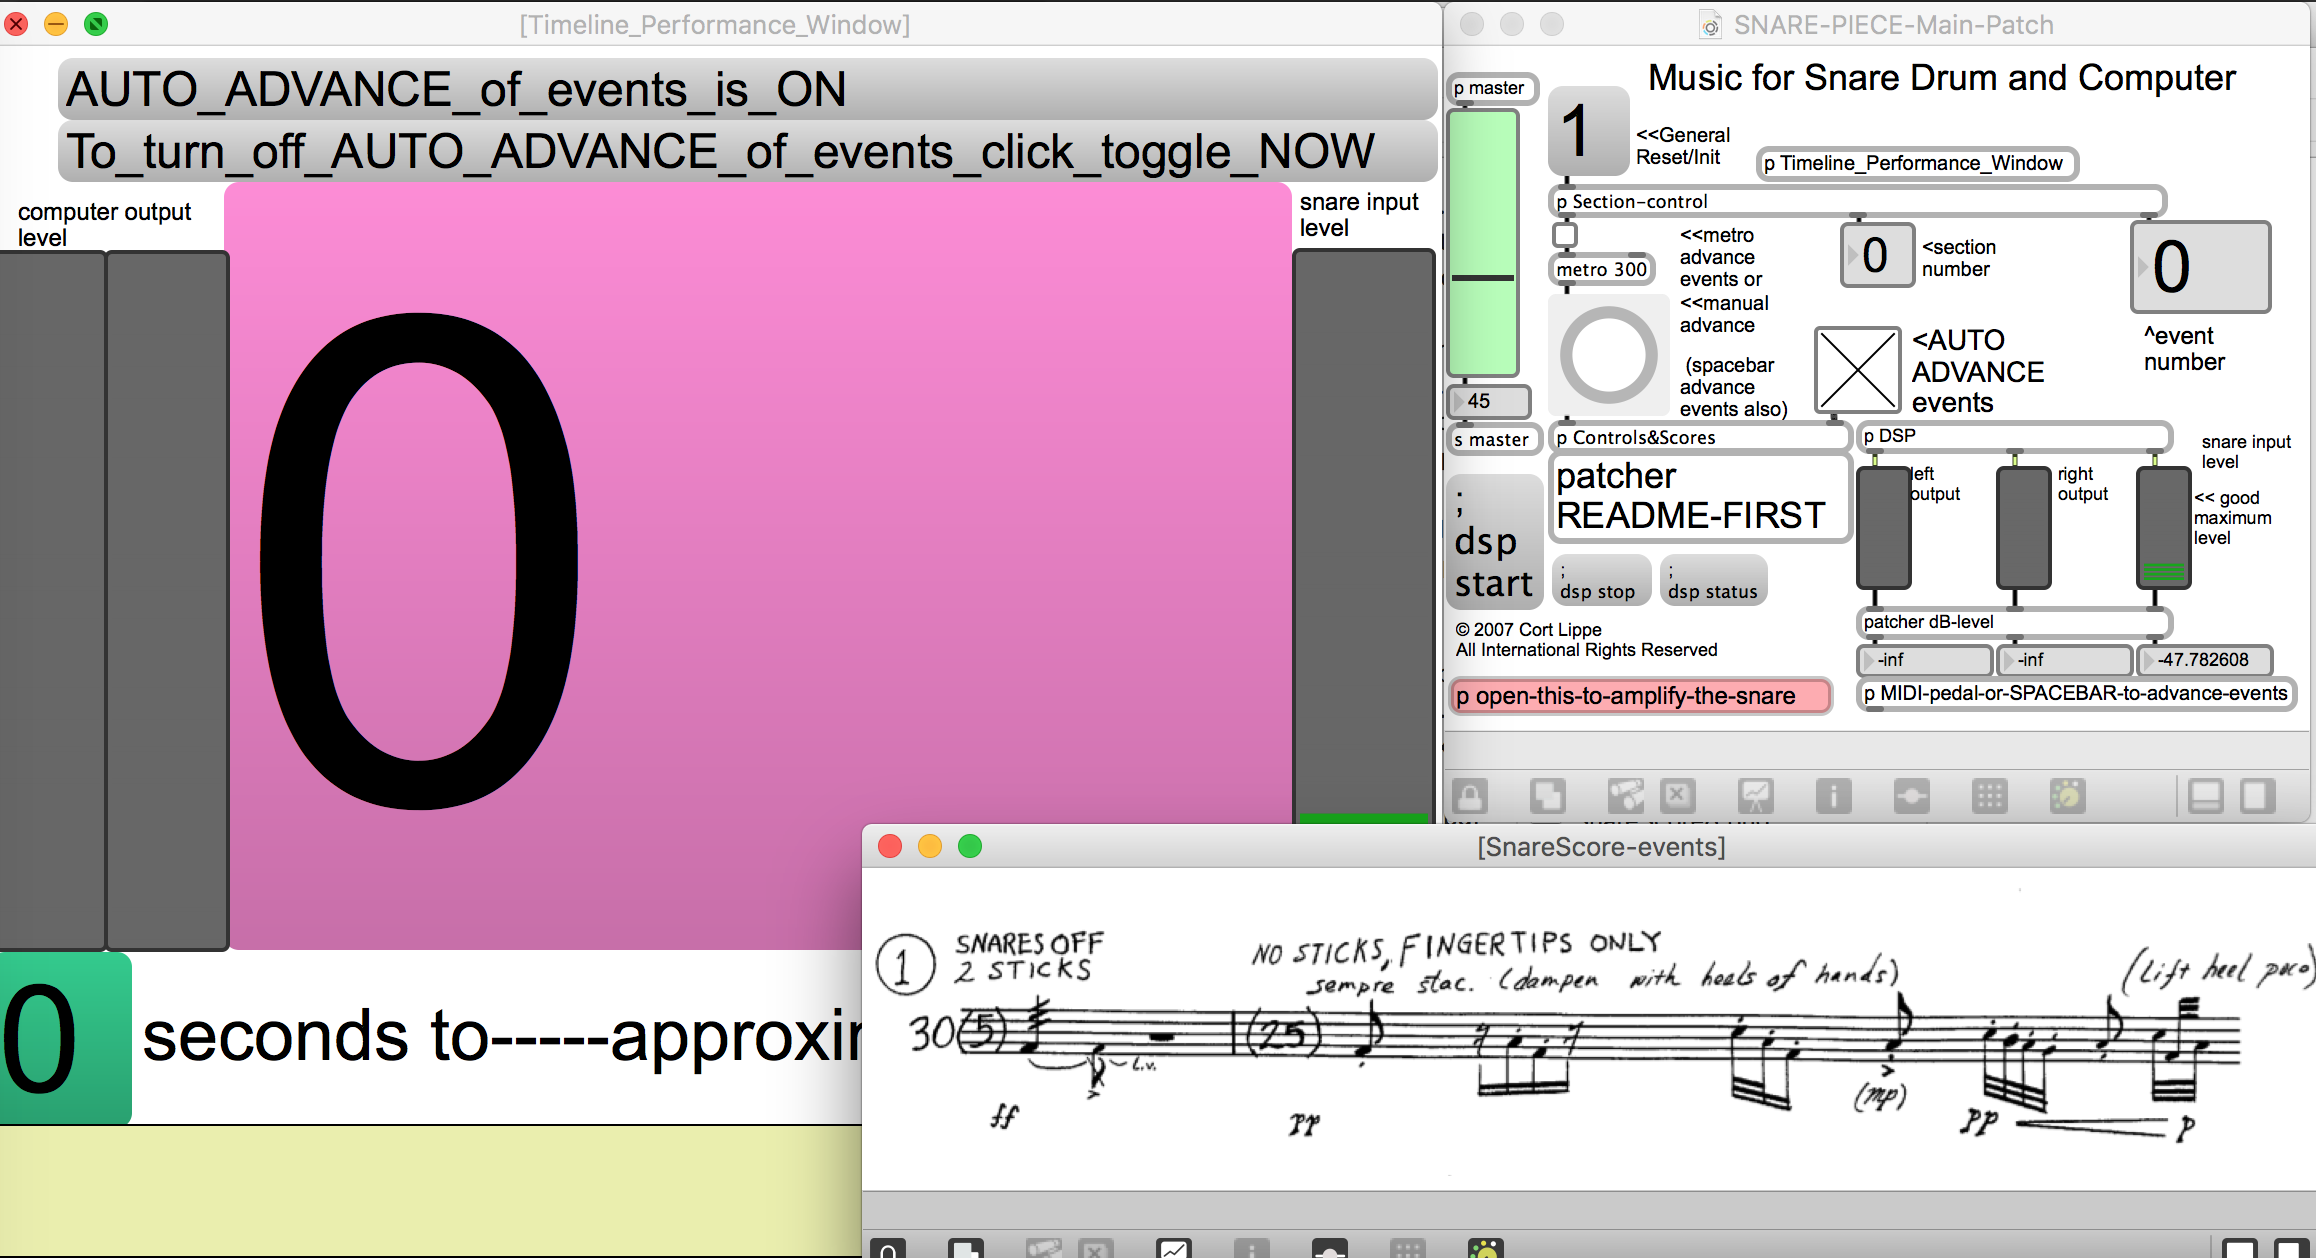 [Timeline_Performance_Window]
AUTO_ADVANCE_of_events_is_ON
To_turn_off_AUTO_ADVANCE_of_events_click_toggle_NOW
computer output
level
snare input
level
0
0
seconds to-----approxi
SNARE-PIECE-Main-Patch
Music for Snare Drum and Computer
p master
1
<<General
Reset/Init
p Timeline_Performance_Window
p Section-control
<<metro
advance
events or
<<manual
advance
(spacebar
advance
events also)
metro 300
0
<section
number
0
^event
number
<AUTO
ADVANCE
events
45
s master
p Controls&Scores
p DSP
patcher
README-FIRST
left
output
right
output
snare input
level
<< good
maximum
level
;
dsp
start
;
dsp stop
;
dsp status
patcher dB-level
© 2007 Cort Lippe
All International Rights Reserved
-inf
-inf
-47.782608
p open-this-to-amplify-the-snare
p MIDI-pedal-or-SPACEBAR-to-advance-events
[SnareScore-events]
1
SNARES OFF
2 STICKS
NO STICKS, FINGERTIPS ONLY
sempre stac. (dampen with heels of hands)
(Lift heel poco)
30
(5)
(25)
L.v.
ff
pp
(mp)
pp
p